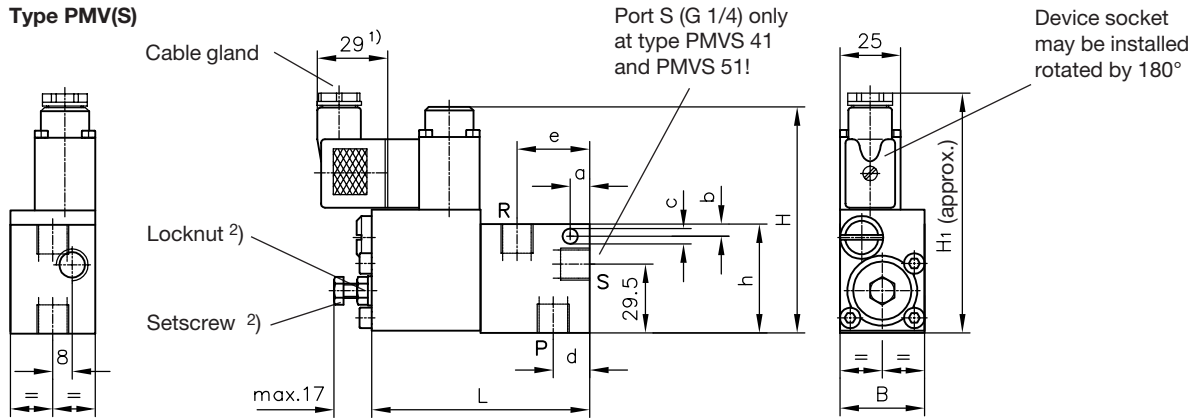 Type PMV(S)
Cable gland
29 1)
Port S (G 1/4) only
at type PMVS 41
and PMVS 51!
25
Device socket
may be installed
rotated by 180°
e
a
c
b
R
H
H1 (approx.)
Locknut 2)
S
29.5
h
Setscrew 2)
P
d
8
= =
max.17
L
= =
B